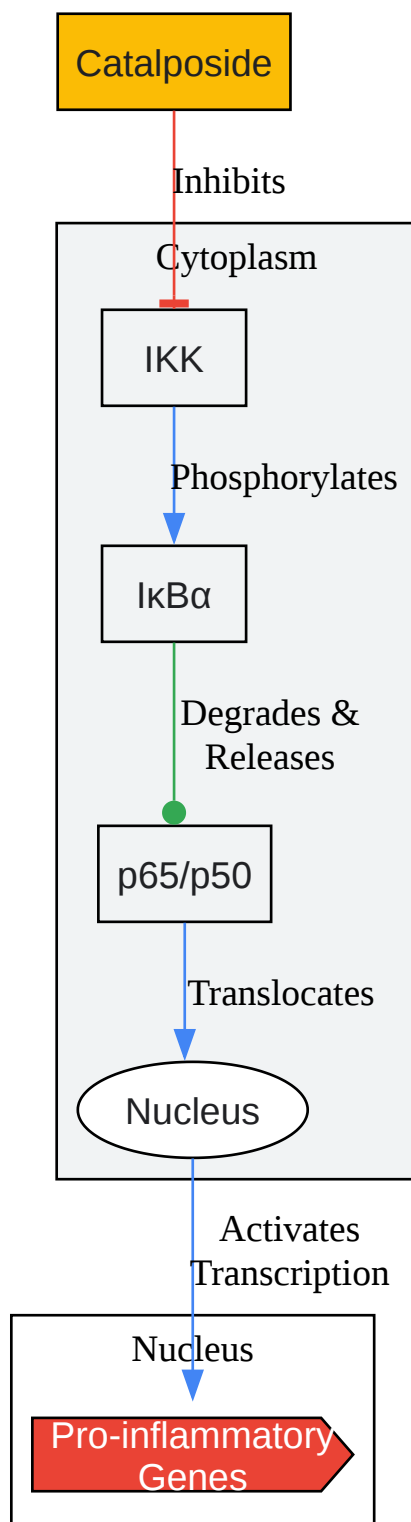 Catalposide
Inhibits
Cytoplasm
IKK
Phosphorylates
IκBα
Degrades &
Releases
p65/p50
Translocates
Nucleus
Activates
Transcription
Nucleus
Pro-inflammatory
Genes